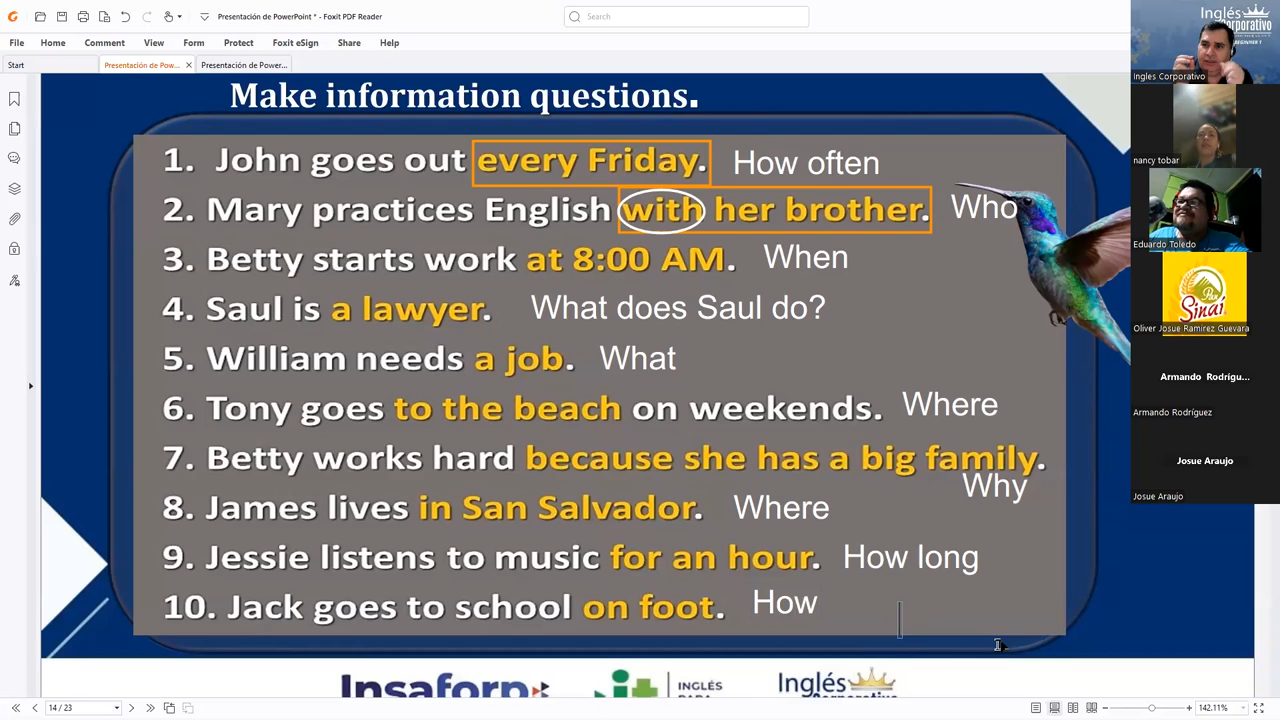 Presentación de PowerPoint * - Foxit PDF Reader
Search
File Home Comment View Form Protect Foxit eSign Share Help
Start
Presentación de Pow...
Presentación de Power...
Make information questions.
1. John goes out every Friday. How often
2. Mary practices English with her brother. Who
3. Betty starts work at 8:00 AM. When
4. Saul is a lawyer. What does Saul do?
5. William needs a job. What
6. Tony goes to the beach on weekends. Where
7. Betty works hard because she has a big family.
Why
8. James lives in San Salvador. Where
9. Jessie listens to music for an hour. How long
10. Jack goes to school on foot. How
Insaforp
INGLÉS
Inglés
14 / 23
142.11%
Inglés
Corporativo
BEGINNER 1
Ingles Corporativo
nancy tobar
Eduardo Toledo
Pan
Sinaí
Oliver Josue Ramirez Guevara
Armando Rodrígu...
Armando Rodríguez
Josue Araujo
Josue Araujo